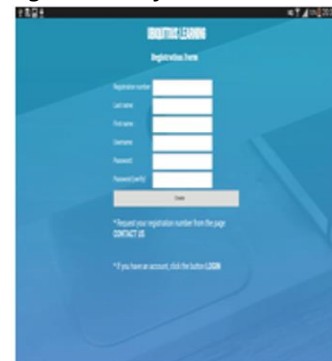 UBIQUITOUS LEARNING
Registration Form
Registration number
Last name
First name
Username
Password
Password (verify)
Create
* Request your registration number from the page
CONTACT US
* If you have an account, click the button LOGIN